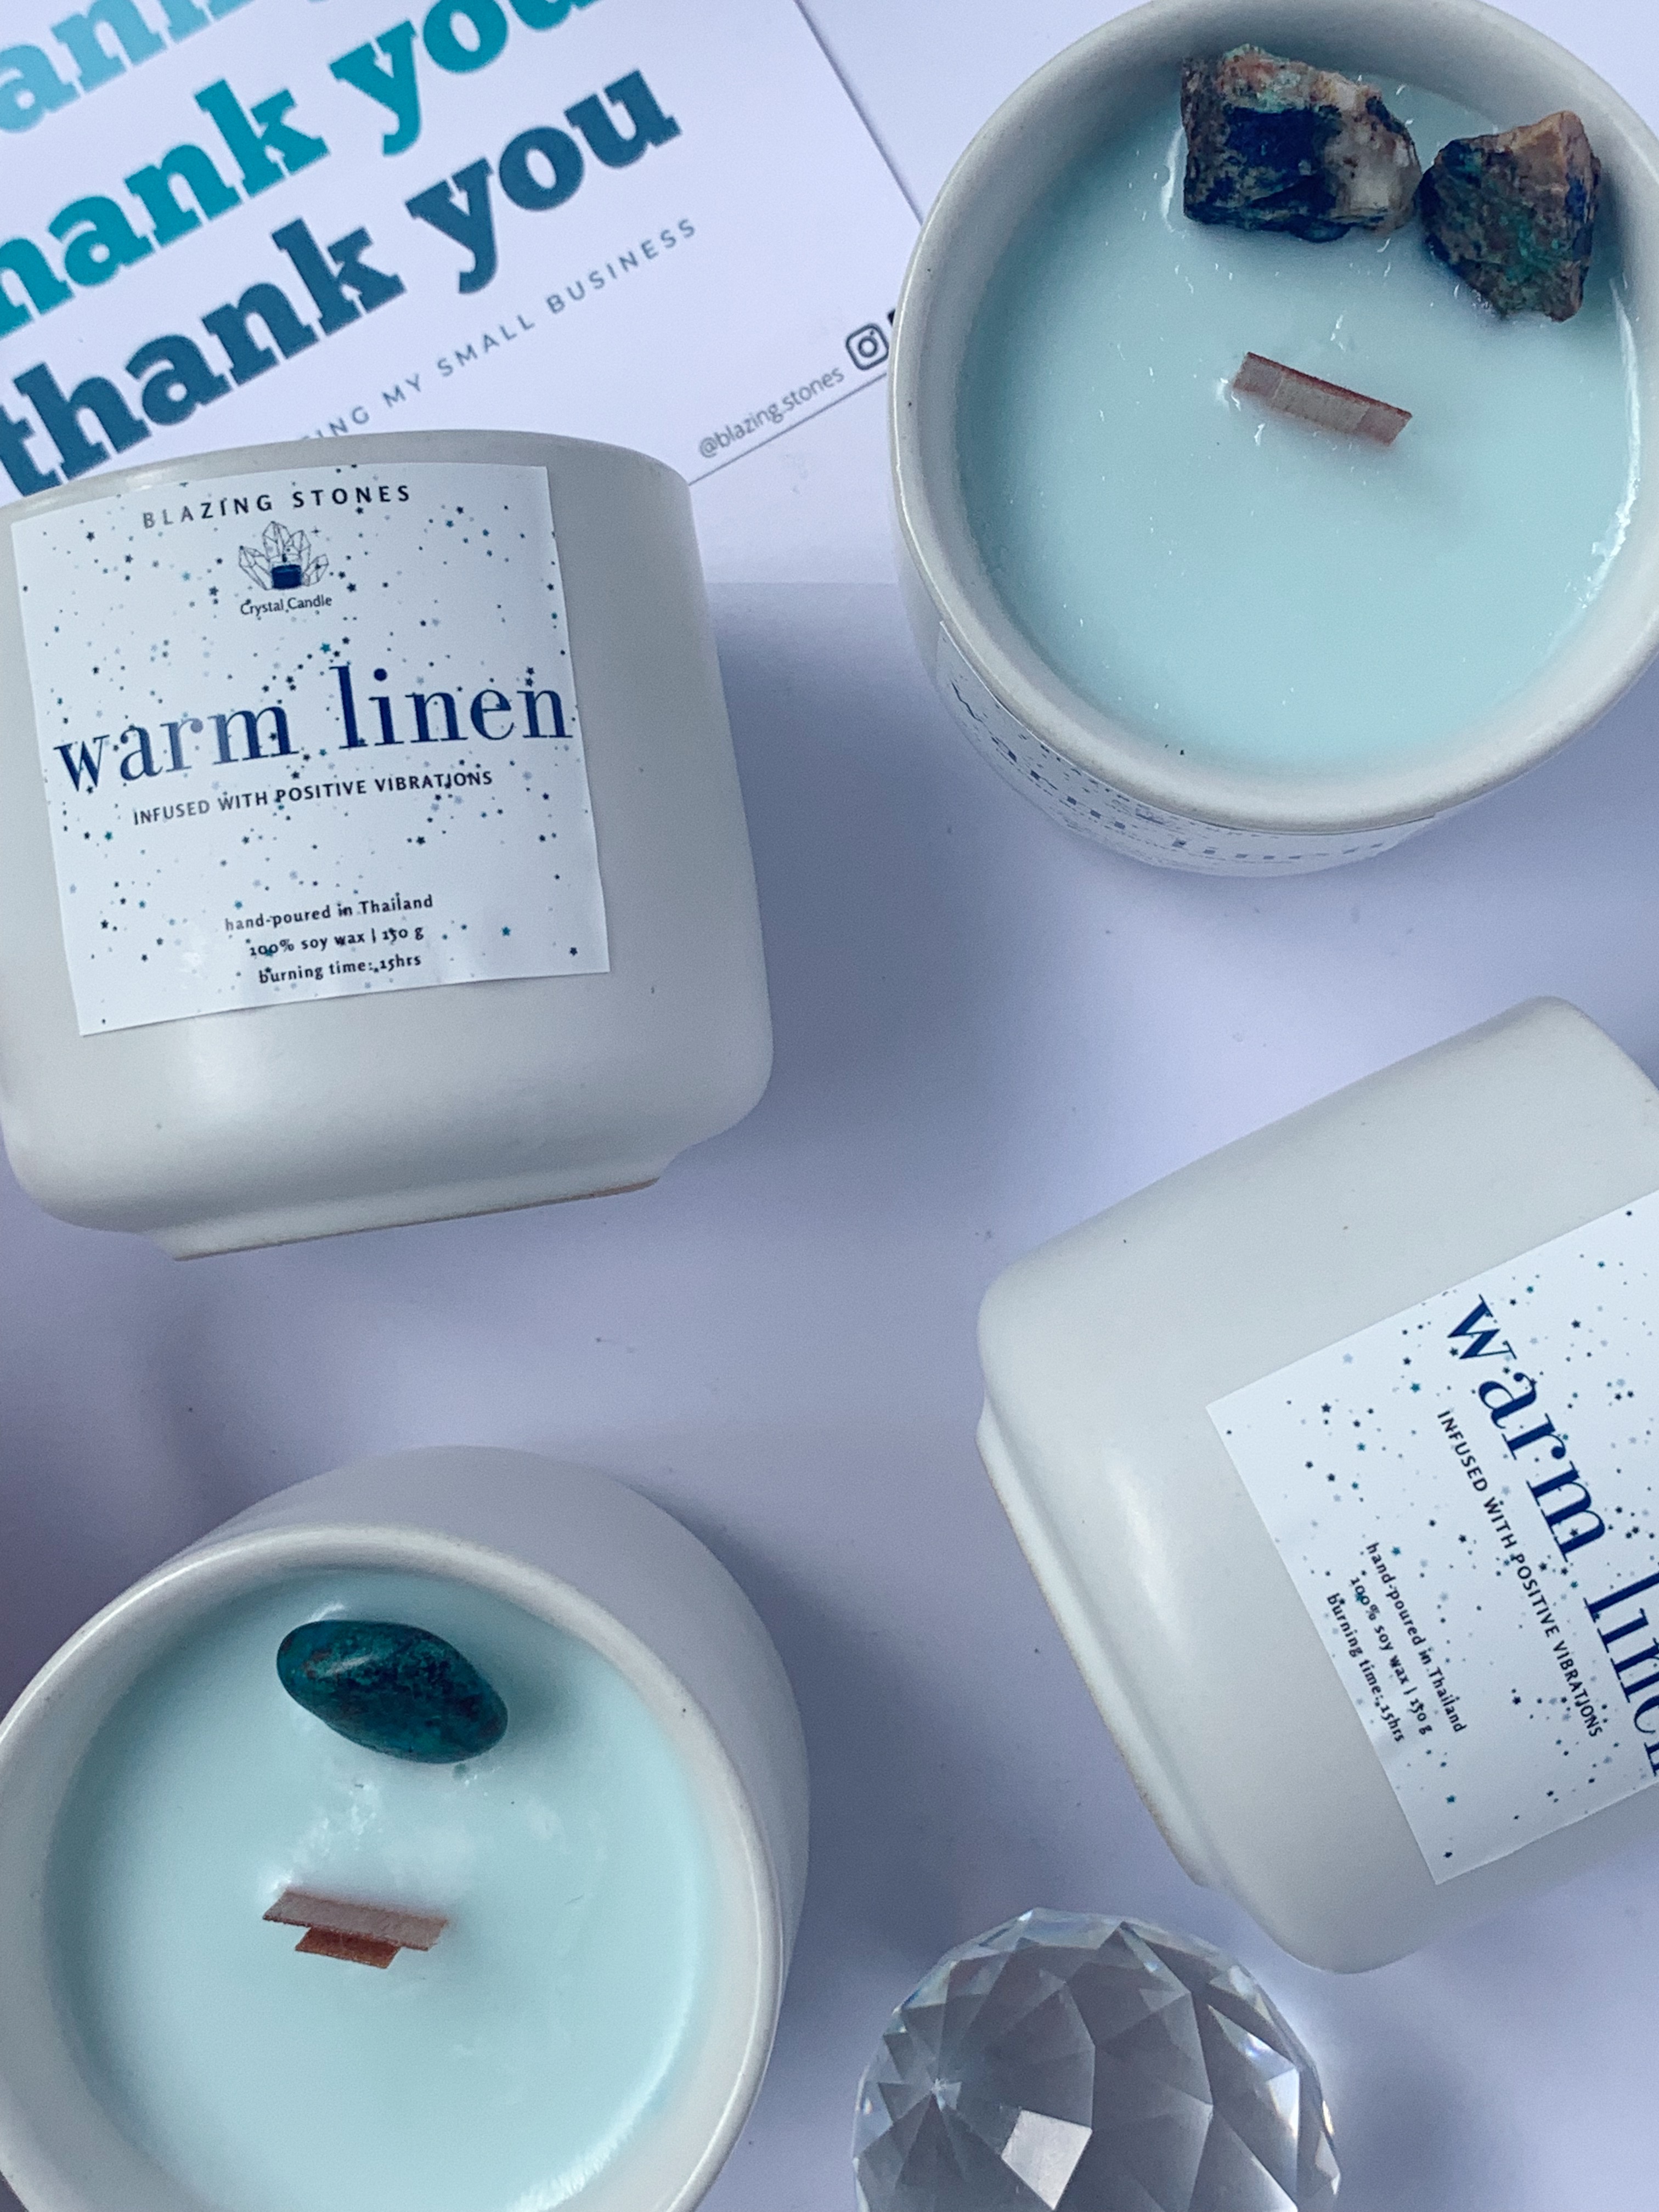 thank you
BLAZING STONES
Crystal Candle
warm linen
INFUSED WITH POSITIVE VIBRATIONS
hand-poured in Thailand
100% soy wax | 150 g
burning time: 15hrs
MY SMALL BUSINESS
@blazing.stones
warm linen
warm
INFUSED WITH POSITIVE VIBRATIONS
hand-poured in Thailand
100% soy wax | 150 g
burning time: 15hrs